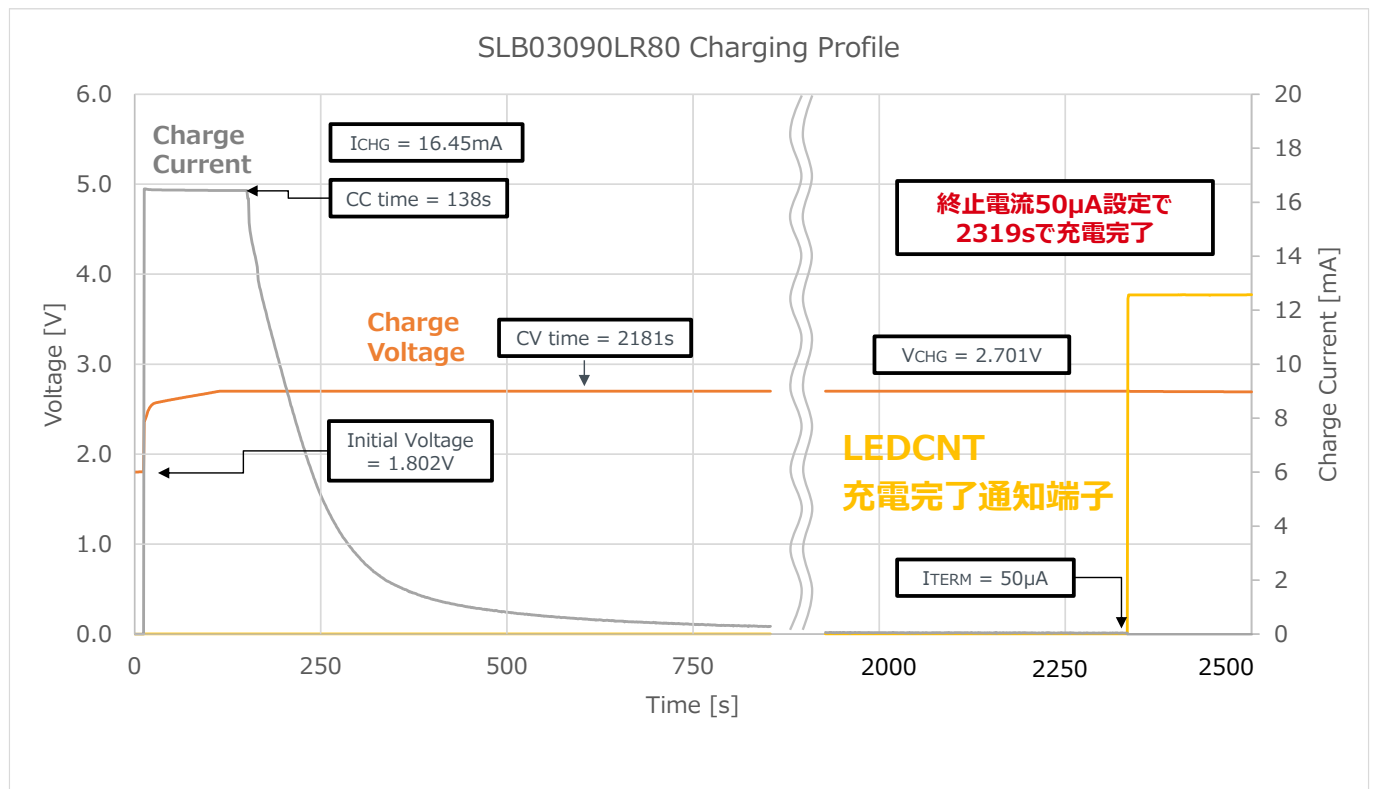 SLB03090LR80 Charging Profile
6.0
5.0
4.0
3.0
2.0
1.0
0.0
Voltage [V]
20
18
16
14
12
10
8
6
4
2
0
Charge Current [mA]
Charge
Current
ICHG = 16.45mA
CC time = 138s
終止電流50μA設定で
2319sで充電完了
Charge
Voltage
CV time = 2181s
VCHG = 2.701V
Initial Voltage
= 1.802V
LEDCNT
充電完了通知端子
ITERM = 50μA
0
250
500
750
2000
2250
2500
Time [s]